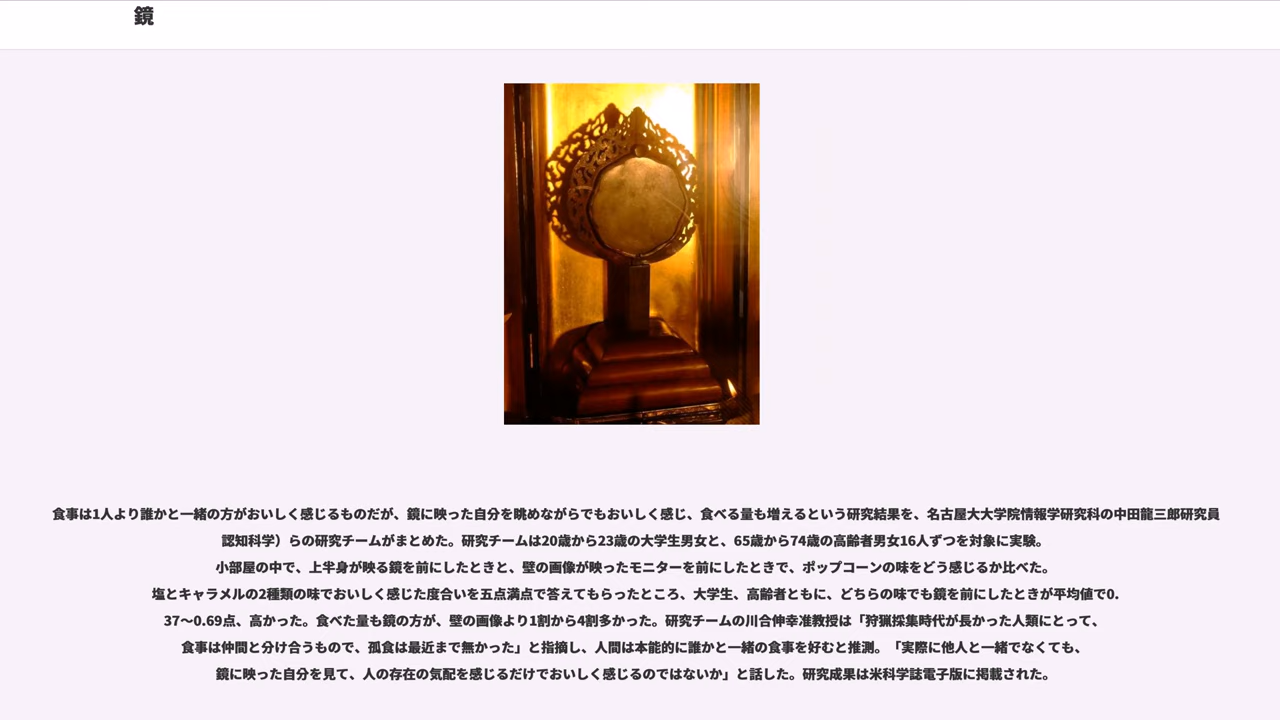 鏡
食事は1人より誰かと一緒の方がおいしく感じるものだが、鏡に映った自分を眺めながらでもおいしく感じ、食べる量も増えるという研究結果を、名古屋大大学院情報学研究科の中田龍三郎研究員
認知科学）らの研究チームがまとめた。研究チームは20歳から23歳の大学生男女と、65歳から74歳の高齢者男女16人ずつを対象に実験。
小部屋の中で、上半身が映る鏡を前にしたときと、壁の画像が映ったモニターを前にしたときで、ポップコーンの味をどう感じるか比べた。
塩とキャラメルの2種類の味でおいしく感じた度合いを五点満点で答えてもらったところ、大学生、高齢者ともに、どちらの味でも鏡を前にしたときが平均値で0.
37〜0.69点、高かった。食べた量も鏡の方が、壁の画像より1割から4割多かった。研究チームの川合伸幸准教授は「狩猟採集時代が長かった人類にとって、
食事は仲間と分け合うもので、孤食は最近まで無かった」と指摘し、人間は本能的に誰かと一緒の食事を好むと推測。「実際に他人と一緒でなくても、
鏡に映った自分を見て、人の存在の気配を感じるだけでおいしく感じるのではないか」と話した。研究成果は米科学誌電子版に掲載された。